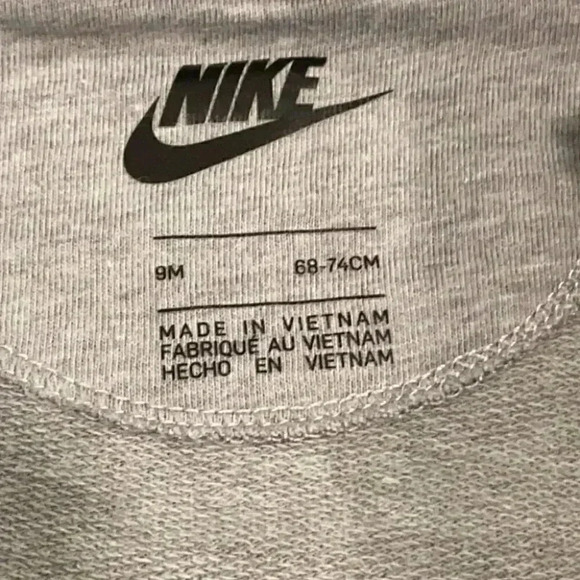 NIKE
9M 68-74CM
MADE IN VIETNAM
FABRIQUÉ AU VIETNAM
HECHO EN VIETNAM